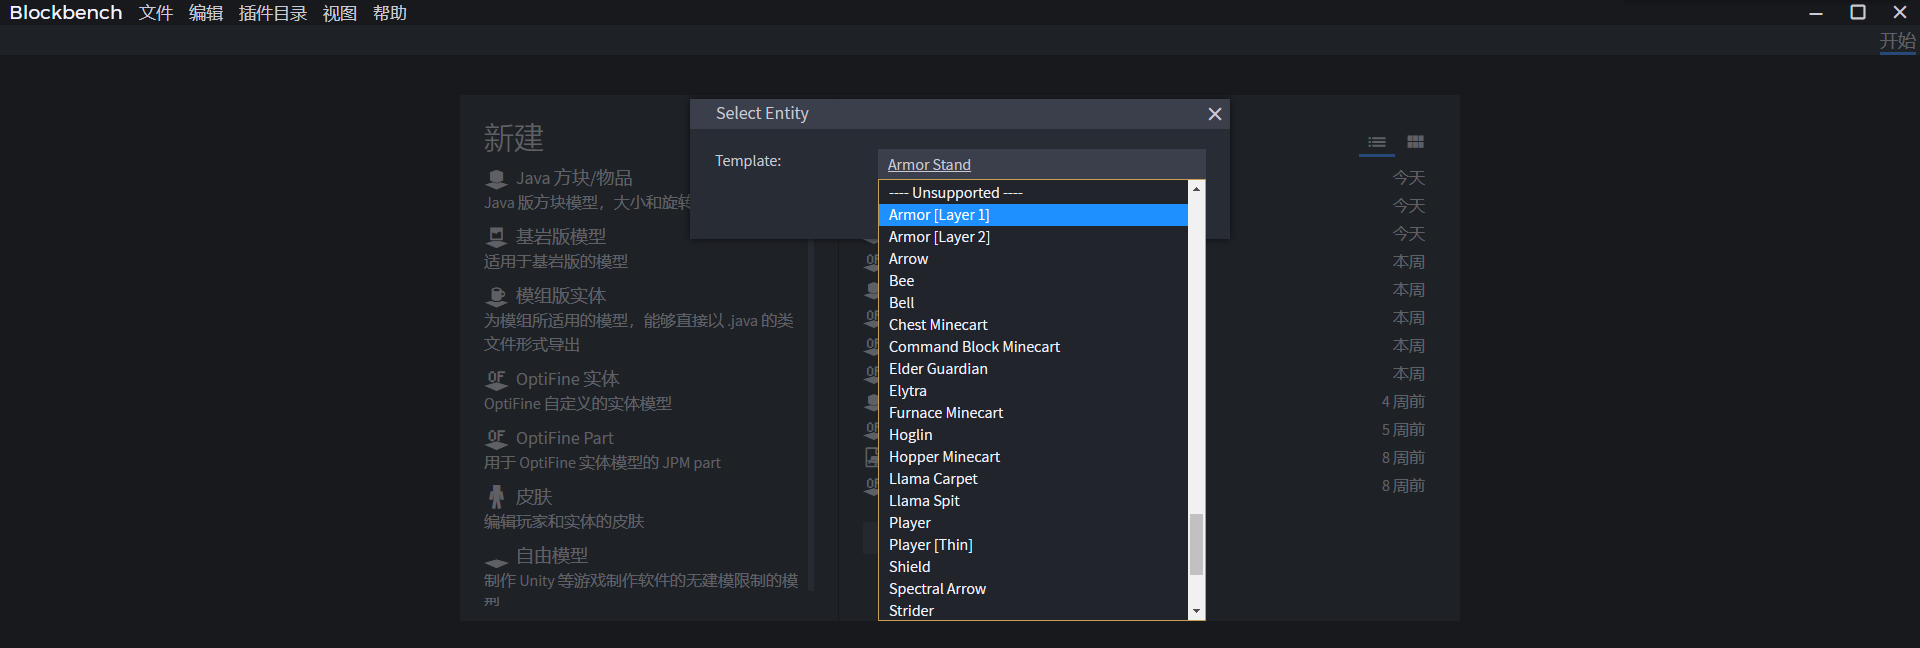 Blockbench 文件 编辑 插件目录 视图 帮助
开始
Select Entity
Template:
Armor Stand
---- Unsupported ----
Armor [Layer 1]
Armor [Layer 2]
Arrow
Bee
Bell
Chest Minecart
Command Block Minecart
Elder Guardian
Elytra
Furnace Minecart
Hoglin
Hopper Minecart
Llama Carpet
Llama Spit
Player
Player [Thin]
Shield
Spectral Arrow
Strider
新建
Java 方块/物品
Java 版方块模型，大小和旋转
基岩版模型
适用于基岩版的模型
模组版实体
为模组所适用的模型，能够直接以 .java 的类
文件形式导出
OF OptiFine 实体
OptiFine 自定义的实体模型
OF OptiFine Part
用于 OptiFine 实体模型的 JPM part
皮肤
编辑玩家和实体的皮肤
自由模型
制作 Unity 等游戏制作软件的无建模限制的模
今天
今天
今天
本周
本周
本周
本周
本周
4 周前
5 周前
8 周前
8 周前